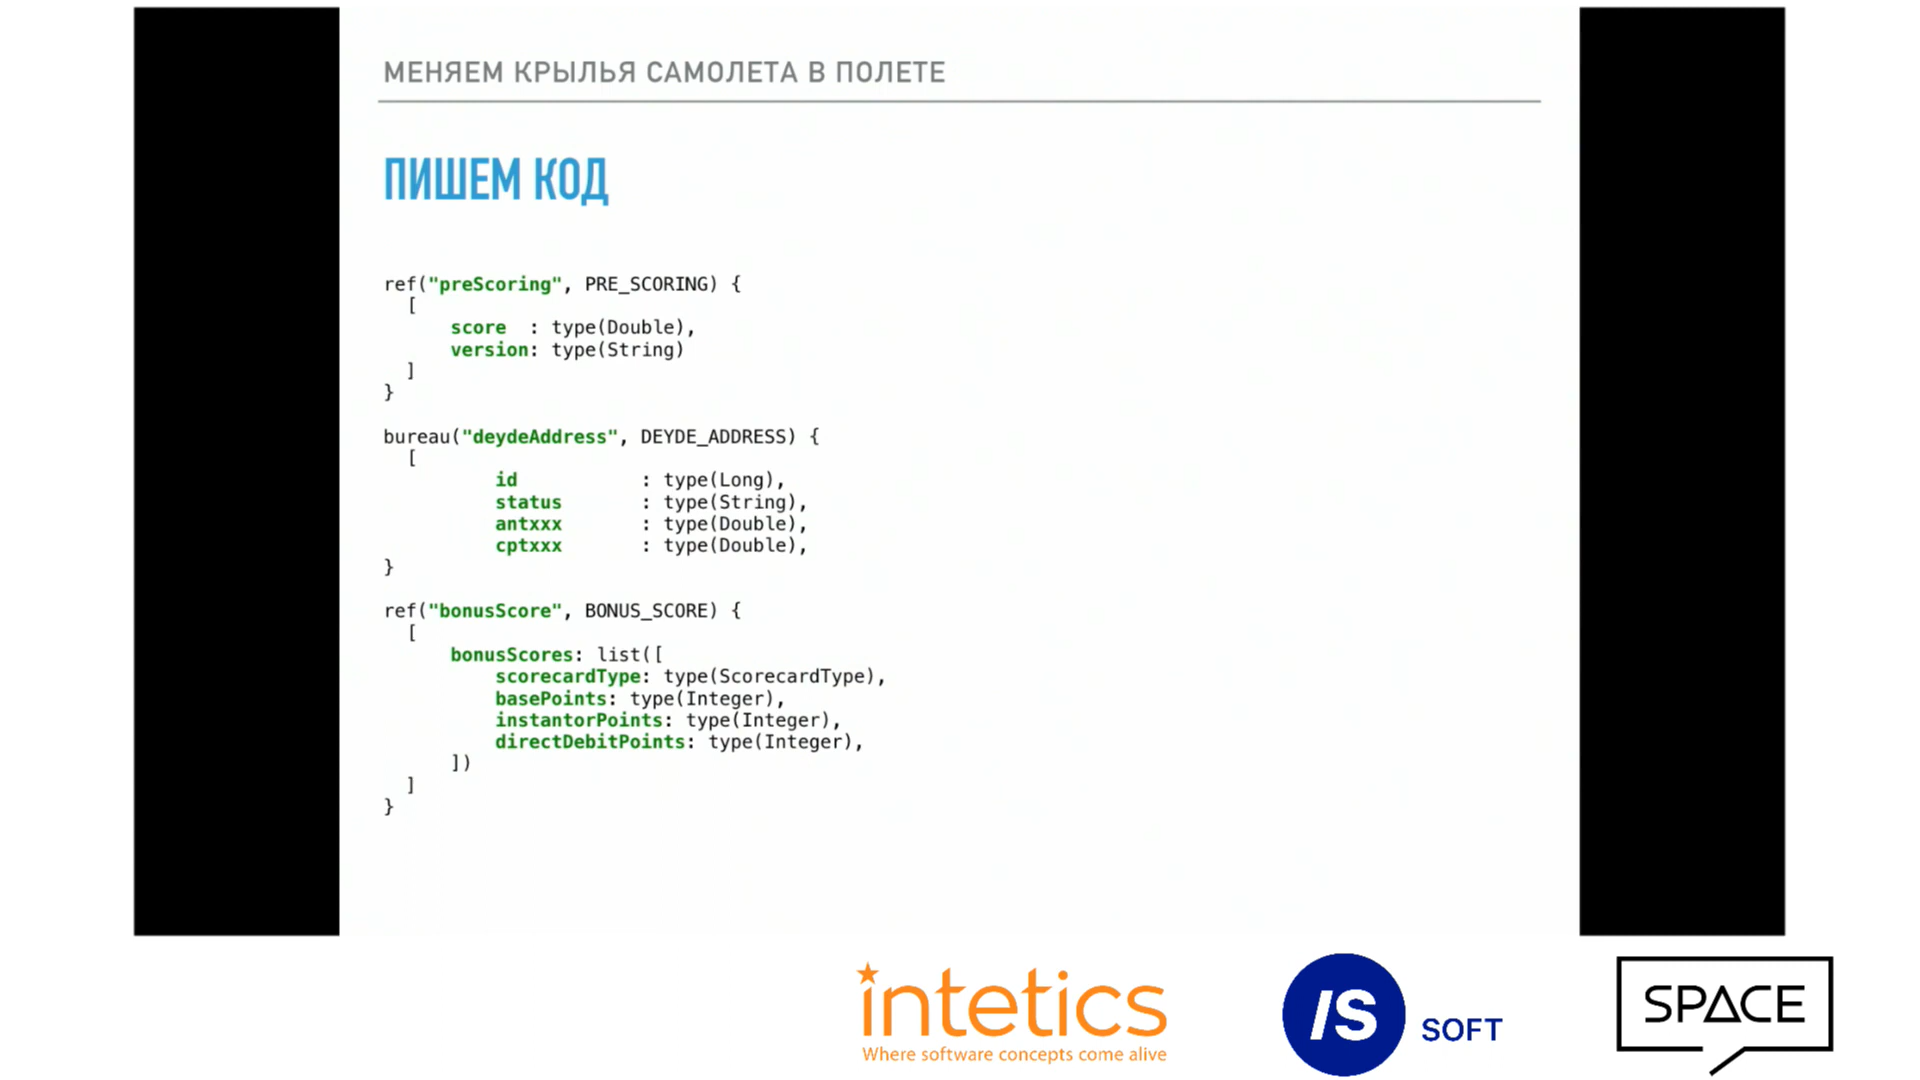 МЕНЯЕМ КРЫЛЬЯ САМОЛЕТА В ПОЛЕТЕ
ПИШЕМ КОД
ref("preScoring", PRE_SCORING) {
[
score : type(Double),
version: type(String)
]
}
bureau("deydeAddress", DEYDE_ADDRESS) {
[
id : type(Long),
status : type(String),
antxxx : type(Double),
cptxxx : type(Double),
}
ref("bonusScore", BONUS_SCORE) {
[
bonusScores: list([
scorecardType: type(ScorecardType),
basePoints: type(Integer),
instantorPoints: type(Integer),
directDebitPoints: type(Integer),
])
]
}
intetics
Where software concepts come alive
/S SOFT
SPACE